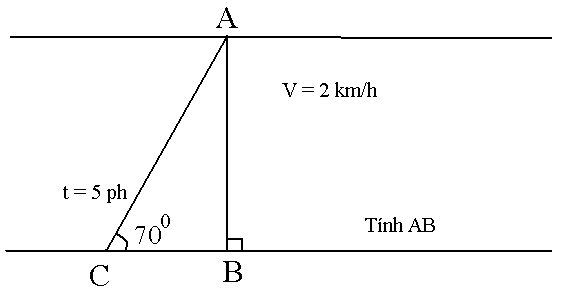 A
V = 2 km/h
t = 5 ph
70⁰
Tính AB
C
B